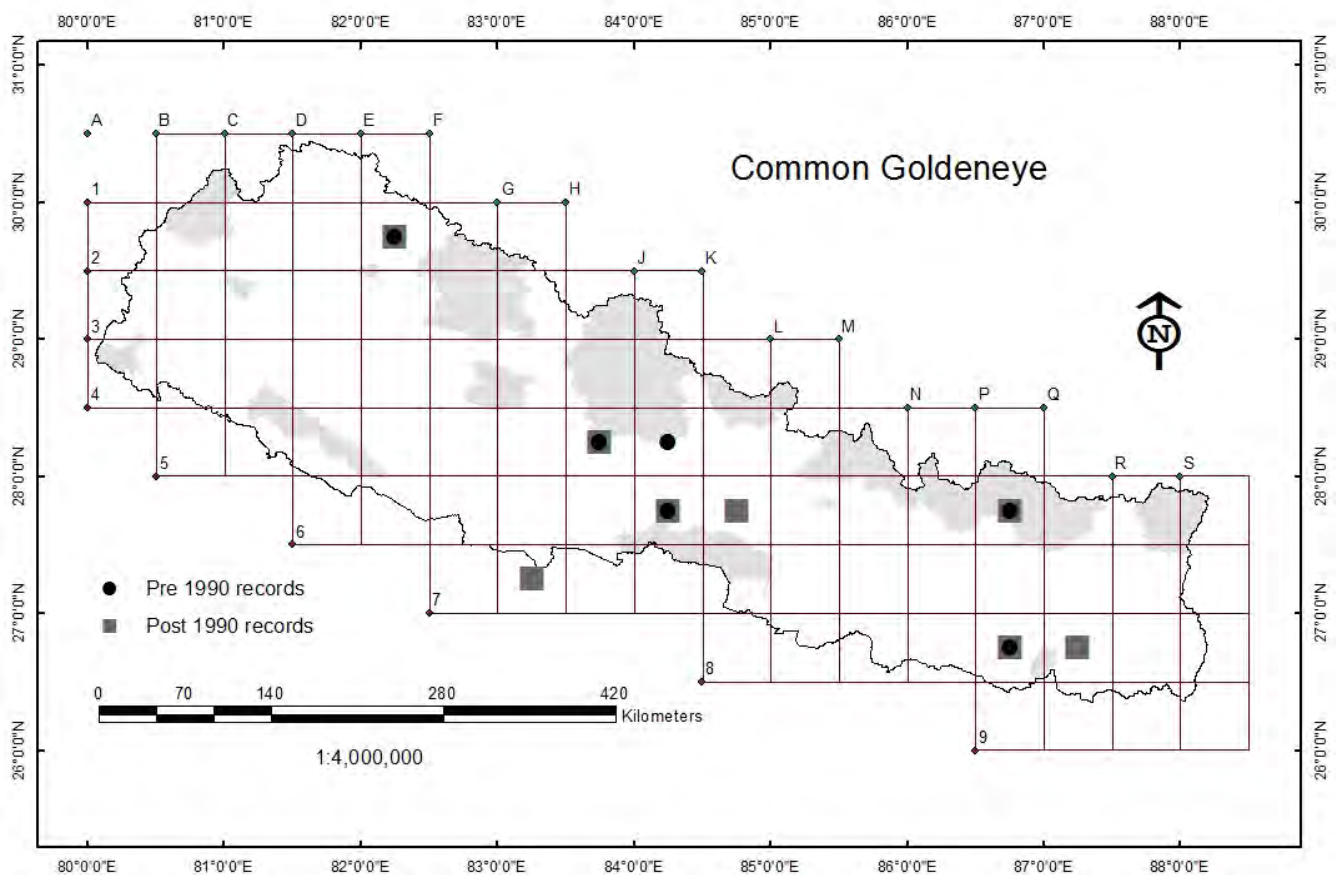 80°0'0"E 81°0'0"E 82°0'0"E 83°0'0"E 84°0'0"E 85°0'0"E 86°0'0"E 87°0'0"E 88°0'0"E
31°0'0"N 31°0'0"N
A B C D E F
Common Goldeneye
1 G H
30°0'0"N 30°0'0"N
2 J K
3 L M
29°0'0"N 29°0'0"N
N
4 N P Q
5 R S
28°0'0"N 28°0'0"N
6
Pre 1990 records
7
27°0'0"N 27°0'0"N
Post 1990 records
8
0 70 140 280 420
Kilometers
1:4,000,000
9
26°0'0"N 26°0'0"N
80°0'0"E 81°0'0"E 82°0'0"E 83°0'0"E 84°0'0"E 85°0'0"E 86°0'0"E 87°0'0"E 88°0'0"E